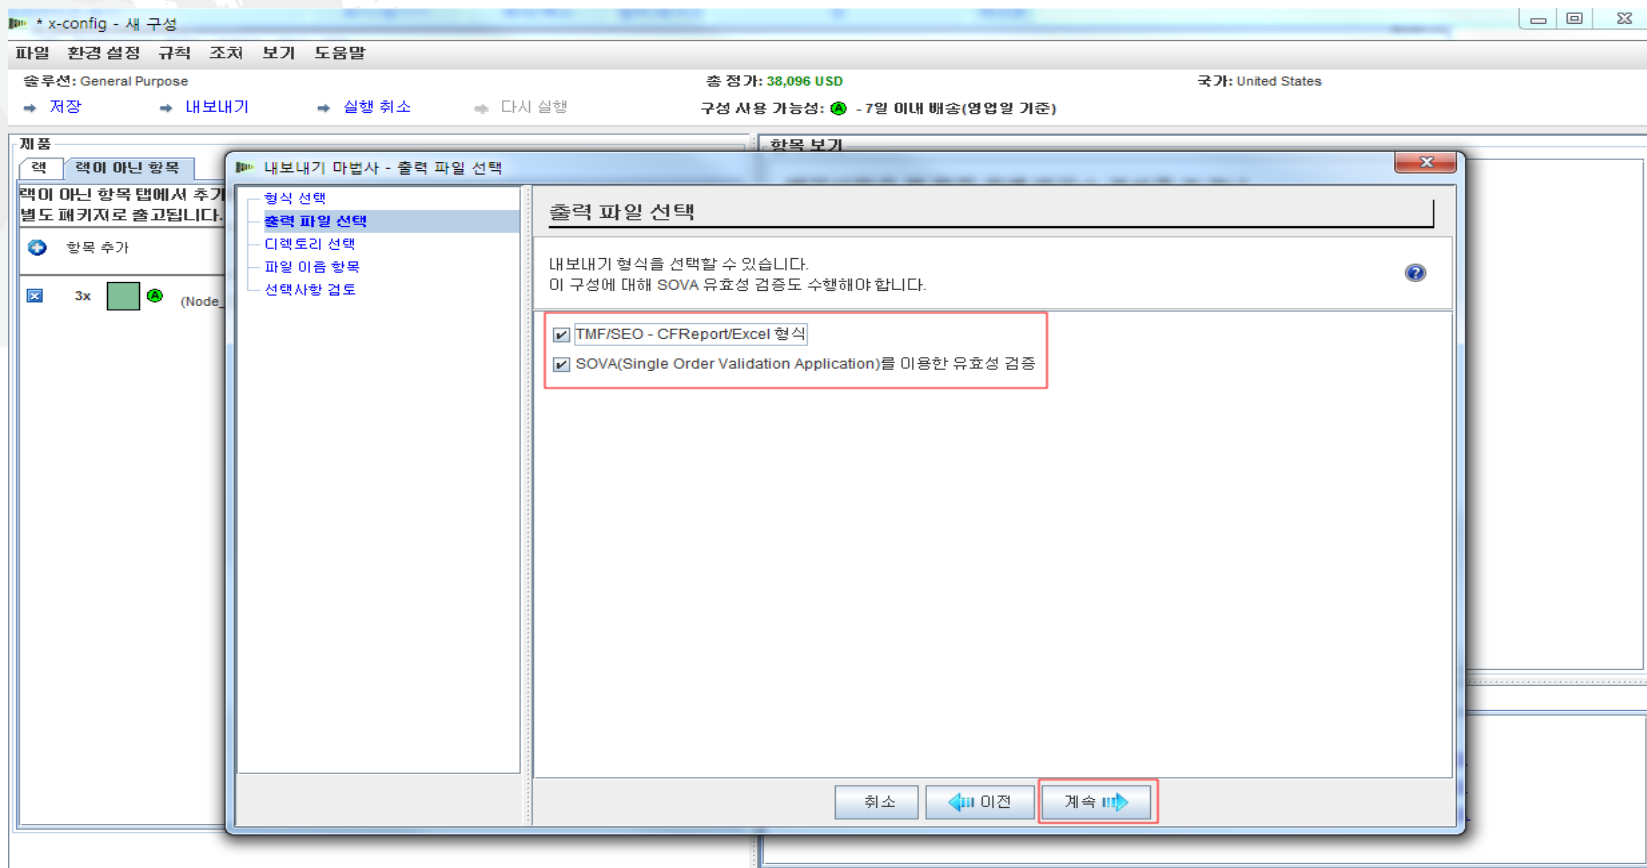 * x-config - 새 구성
파일 환경 설정 규칙 조치 보기 도움말
솔루션: General Purpose 총 정가: 38,096 USD 국가: United States
저장 내보내기 실행 취소 다시 실행 구성 사용 가능성: A - 7일 이내 배송(영업일 기준)
제품
항목 보기
랙 랙이 아닌 항목
랙이 아닌 항목 탭에서 추가
별도 패키지로 출고됩니다.
항목 추가
3x A (Node_
내보내기 마법사 - 출력 파일 선택
형식 선택
출력 파일 선택
디렉토리 선택
파일 이름 항목
선택사항 검토
출력 파일 선택
내보내기 형식을 선택할 수 있습니다.
이 구성에 대해 SOVA 유효성 검증도 수행해야 합니다.
TMF/SEO - CFReport/Excel 형식
SOVA(Single Order Validation Application)를 이용한 유효성 검증
취소 이전 계속